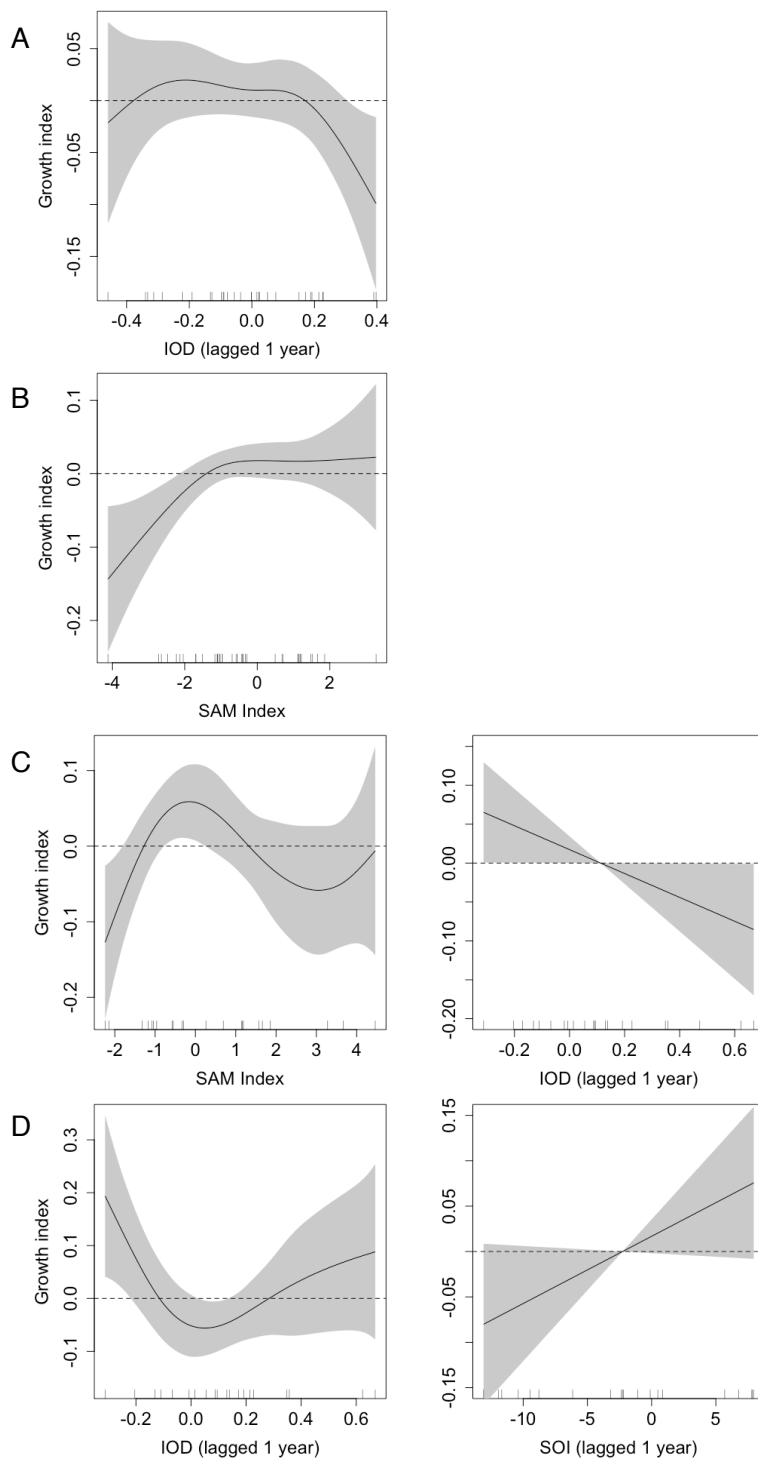 A
Growth index
0.05
-0.05
-0.15
-0.4 -0.2 0.0 0.2 0.4
IOD (lagged 1 year)
B
Growth index
0.1
0.0
-0.1
-0.2
-4 -2 0 2
SAM Index
C
Growth index
0.1
0.0
-0.1
-0.2
-2 -1 0 1 2 3 4
SAM Index
0.10
0.00
-0.10
-0.20
-0.2 0.0 0.2 0.4 0.6
IOD (lagged 1 year)
D
Growth index
0.3
0.2
0.1
0.0
-0.1
-0.2 0.0 0.2 0.4 0.6
IOD (lagged 1 year)
0.15
0.05
-0.05
-0.15
-10 -5 0 5
SOI (lagged 1 year)